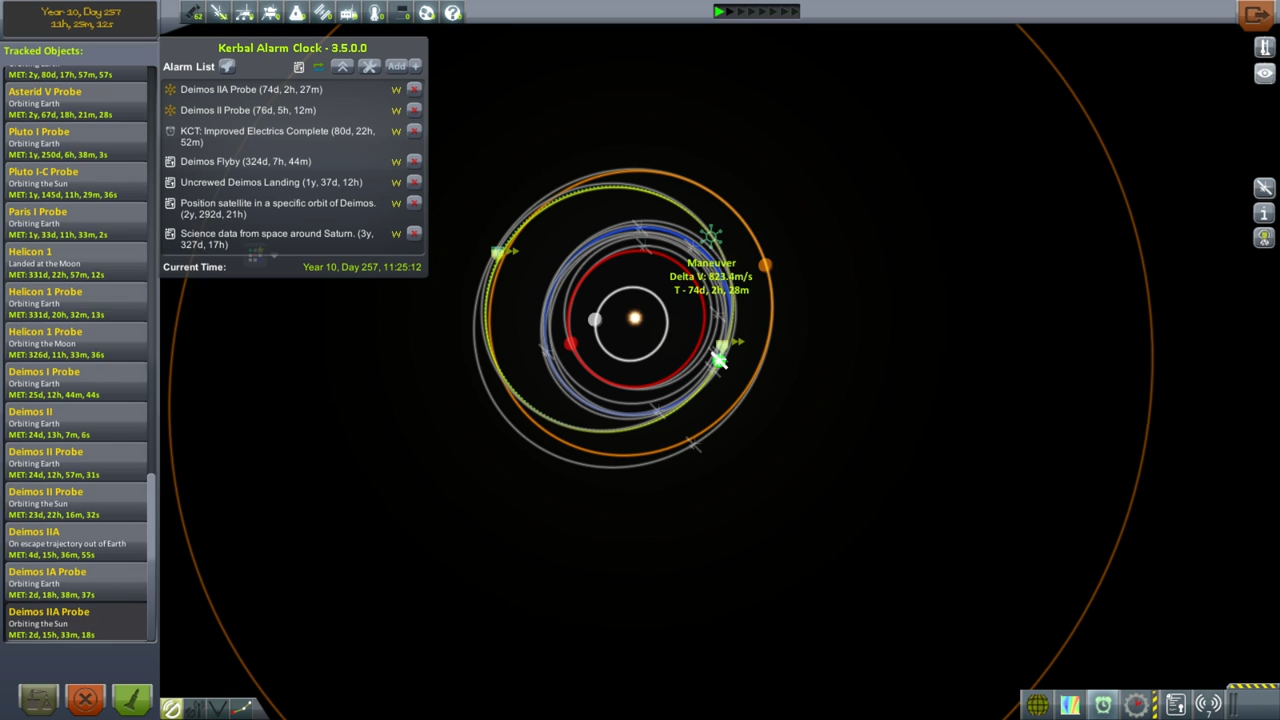 Year 10, Day 257
11h, 25m, 12s
Tracked Objects:
Orbiting Earth
MET: 2y, 80d, 17h, 57m, 57s
Asterid V Probe
Orbiting Earth
MET: 2y, 67d, 18h, 21m, 28s
Pluto I Probe
Orbiting Earth
MET: 1y, 250d, 6h, 38m, 3s
Pluto I-C Probe
Orbiting the Sun
MET: 1y, 145d, 11h, 29m, 36s
Paris I Probe
Orbiting Earth
MET: 1y, 33d, 11h, 33m, 2s
Helicon 1
Landed at the Moon
MET: 331d, 22h, 57m, 12s
Helicon 1 Probe
Orbiting Earth
MET: 331d, 20h, 32m, 13s
Helicon 1 Probe
Orbiting the Moon
MET: 326d, 11h, 33m, 36s
Deimos I Probe
Orbiting Earth
MET: 25d, 12h, 44m, 44s
Deimos II
Orbiting Earth
MET: 24d, 13h, 7m, 6s
Deimos II Probe
Orbiting Earth
MET: 24d, 12h, 57m, 31s
Deimos II Probe
Orbiting the Sun
MET: 23d, 22h, 16m, 32s
Deimos IIA
On escape trajectory out of Earth
MET: 4d, 15h, 36m, 55s
Deimos IA Probe
Orbiting Earth
MET: 2d, 18h, 38m, 37s
Deimos IIA Probe
Orbiting the Sun
MET: 2d, 15h, 33m, 18s
62
Kerbal Alarm Clock - 3.5.0.0
Alarm List
Add +
Deimos IIA Probe (74d, 2h, 27m) W
Deimos II Probe (76d, 5h, 12m) W
KCT: Improved Electrics Complete (80d, 22h, W
52m)
Deimos Flyby (324d, 7h, 44m) W
Uncrewed Deimos Landing (1y, 37d, 12h) W
Position satellite in a specific orbit of Deimos. W
(2y, 292d, 21h)
Science data from space around Saturn. (3y, W
327d, 17h)
Current Time: Year 10, Day 257, 11:25:12
Maneuver
Delta V: 823.4m/s
T - 74d, 2h, 28m
7